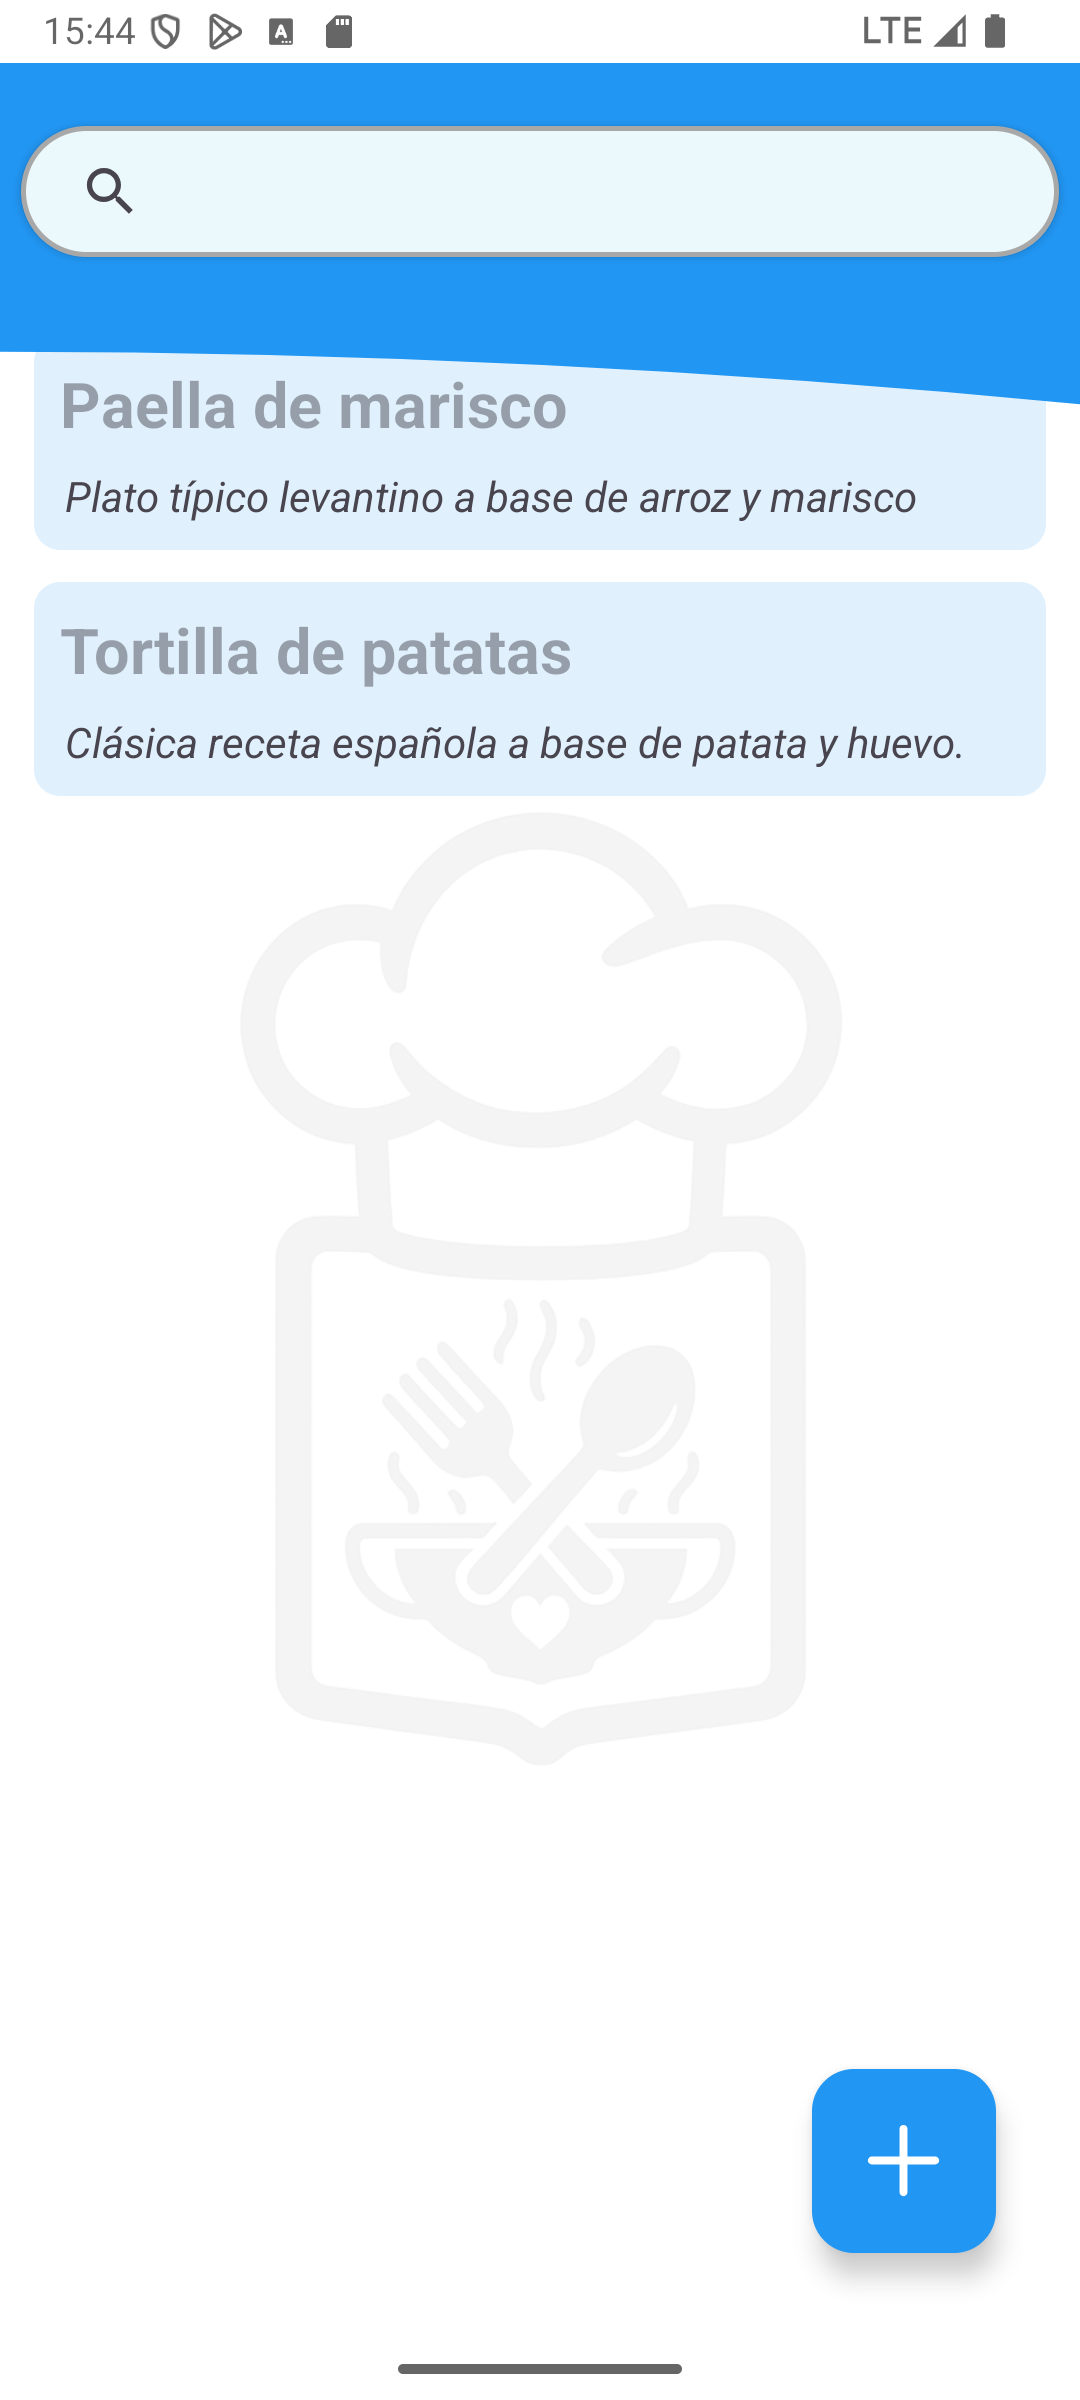 15:44
LTE
Paella de marisco
Plato típico levantino a base de arroz y marisco
Tortilla de patatas
Clásica receta española a base de patata y huevo.